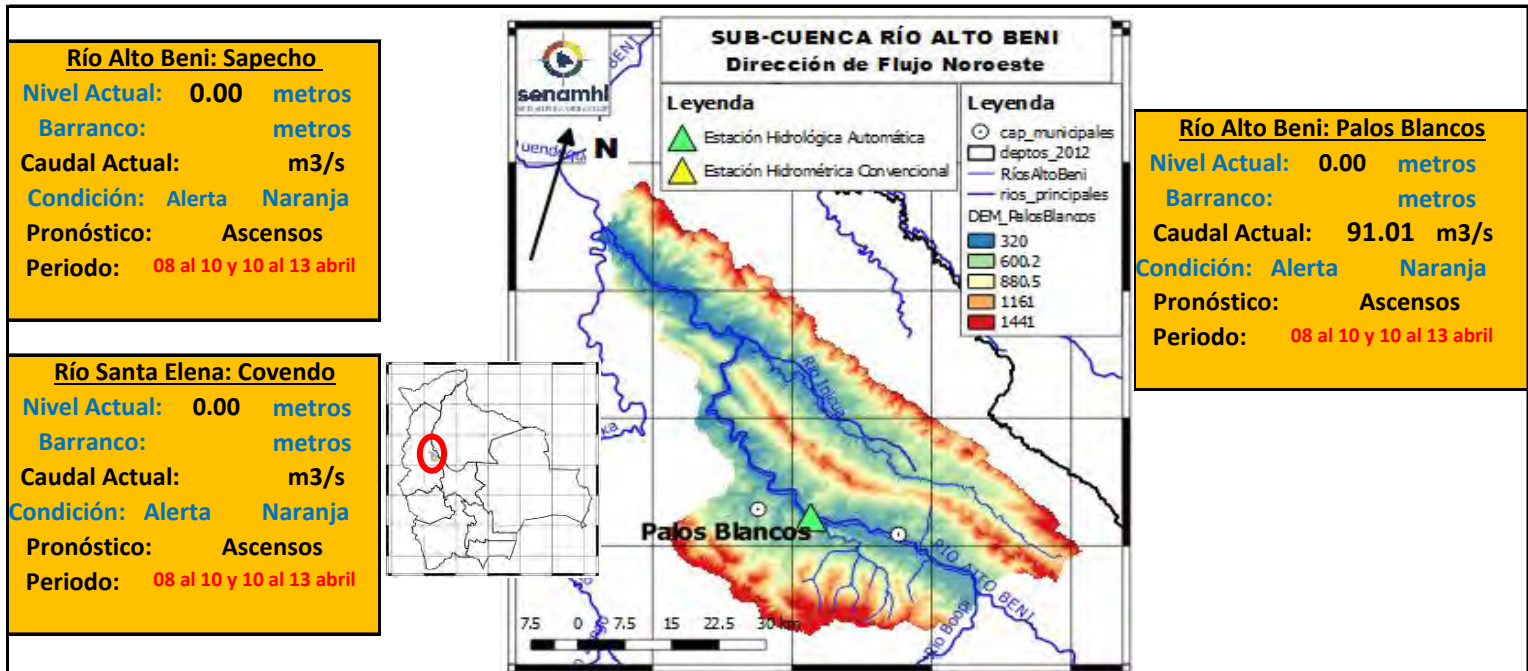 Río Alto Beni: Sapecho
Nivel Actual: 0.00 metros
Barranco: metros
Caudal Actual: m3/s
Condición: Alerta Naranja
Pronóstico: Ascensos
Periodo: 08 al 10 y 10 al 13 abril
Río Santa Elena: Covendo
Nivel Actual: 0.00 metros
Barranco: metros
Caudal Actual: m3/s
Condición: Alerta Naranja
Pronóstico: Ascensos
Periodo: 08 al 10 y 10 al 13 abril
senamhi
SUB-CUENCA RÍO ALTO BENI
Dirección de Flujo Noroeste
Leyenda
Estación Hidrológica Automática
Estación Hidrométrica Convencional
Leyenda
cap_municipales
deptos_2012
RíosAltoBeni
rios_principales
DEM_PalosBlancos
320
600.2
880.5
1161
1441
N
BENI
Palos Blancos
RIO ALTO BENI
7.5 0 7.5 15 22.5 30 km
Río Alto Beni: Palos Blancos
Nivel Actual: 0.00 metros
Barranco: metros
Caudal Actual: 91.01 m3/s
Condición: Alerta Naranja
Pronóstico: Ascensos
Periodo: 08 al 10 y 10 al 13 abril